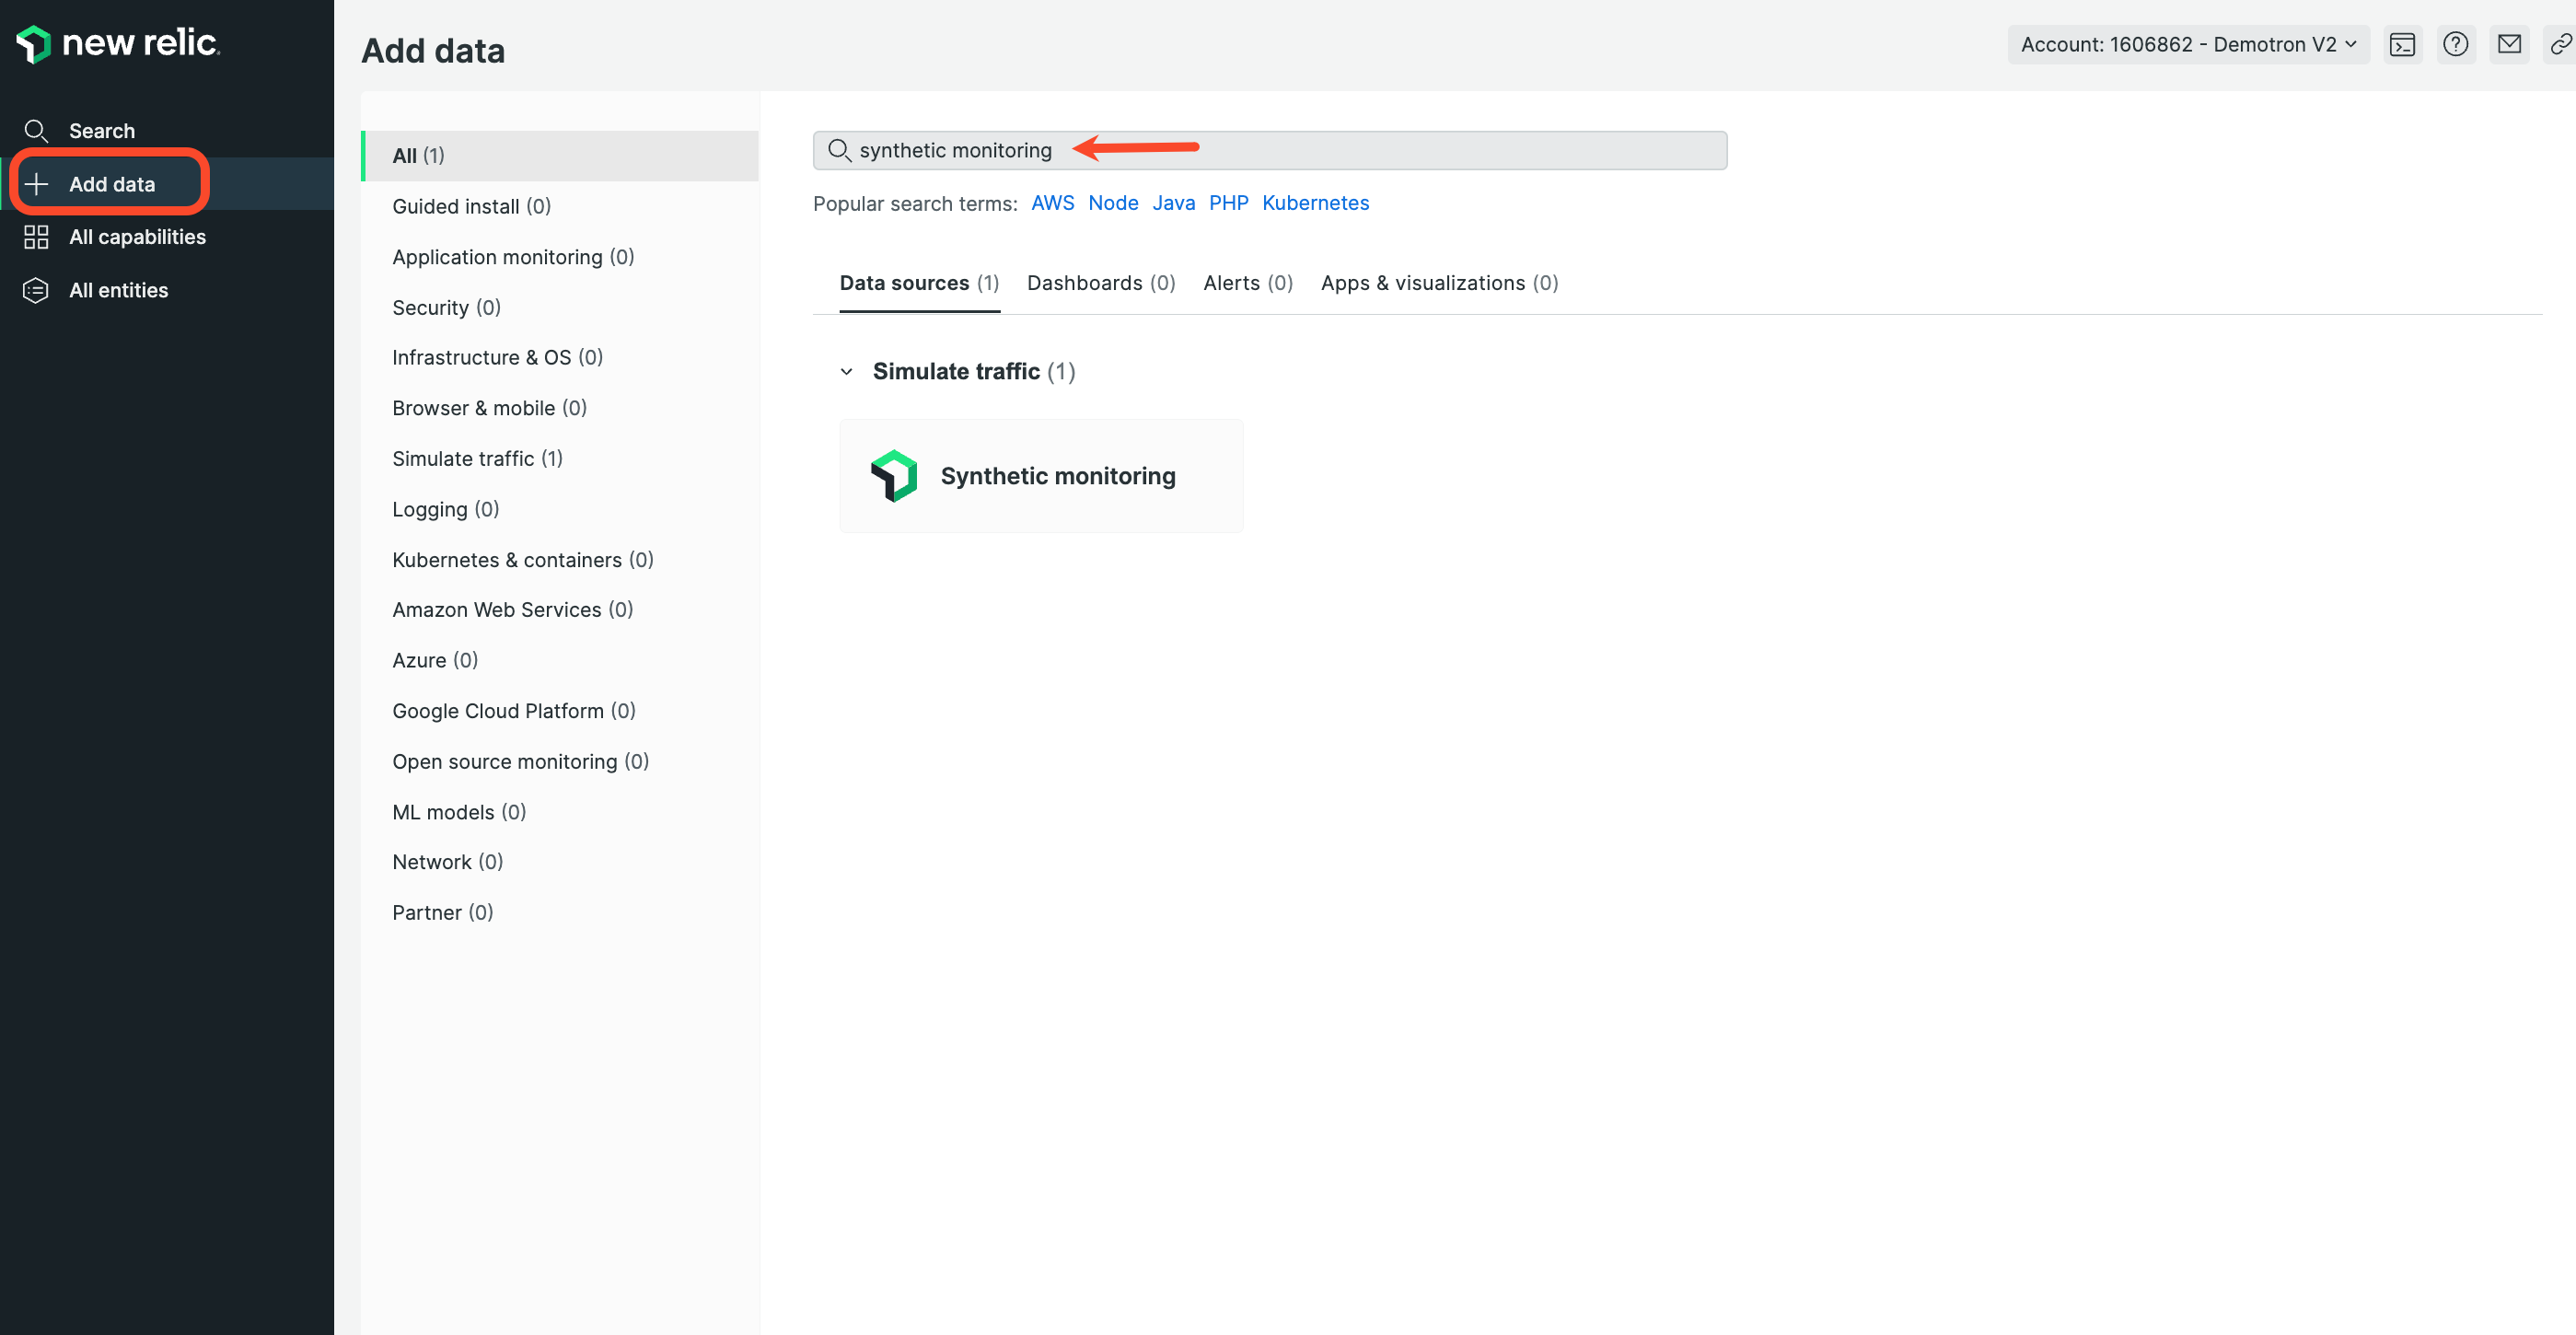 new relic.
Search
Add data
All capabilities
All entities
Add data
Account: 1606862 - Demotron V2
All (1)
Guided install (0)
Application monitoring (0)
Security (0)
Infrastructure & OS (0)
Browser & mobile (0)
Simulate traffic (1)
Logging (0)
Kubernetes & containers (0)
Amazon Web Services (0)
Azure (0)
Google Cloud Platform (0)
Open source monitoring (0)
ML models (0)
Network (0)
Partner (0)
synthetic monitoring
Popular search terms: AWS Node Java PHP Kubernetes
Data sources (1) Dashboards (0) Alerts (0) Apps & visualizations (0)
Simulate traffic (1)
Synthetic monitoring